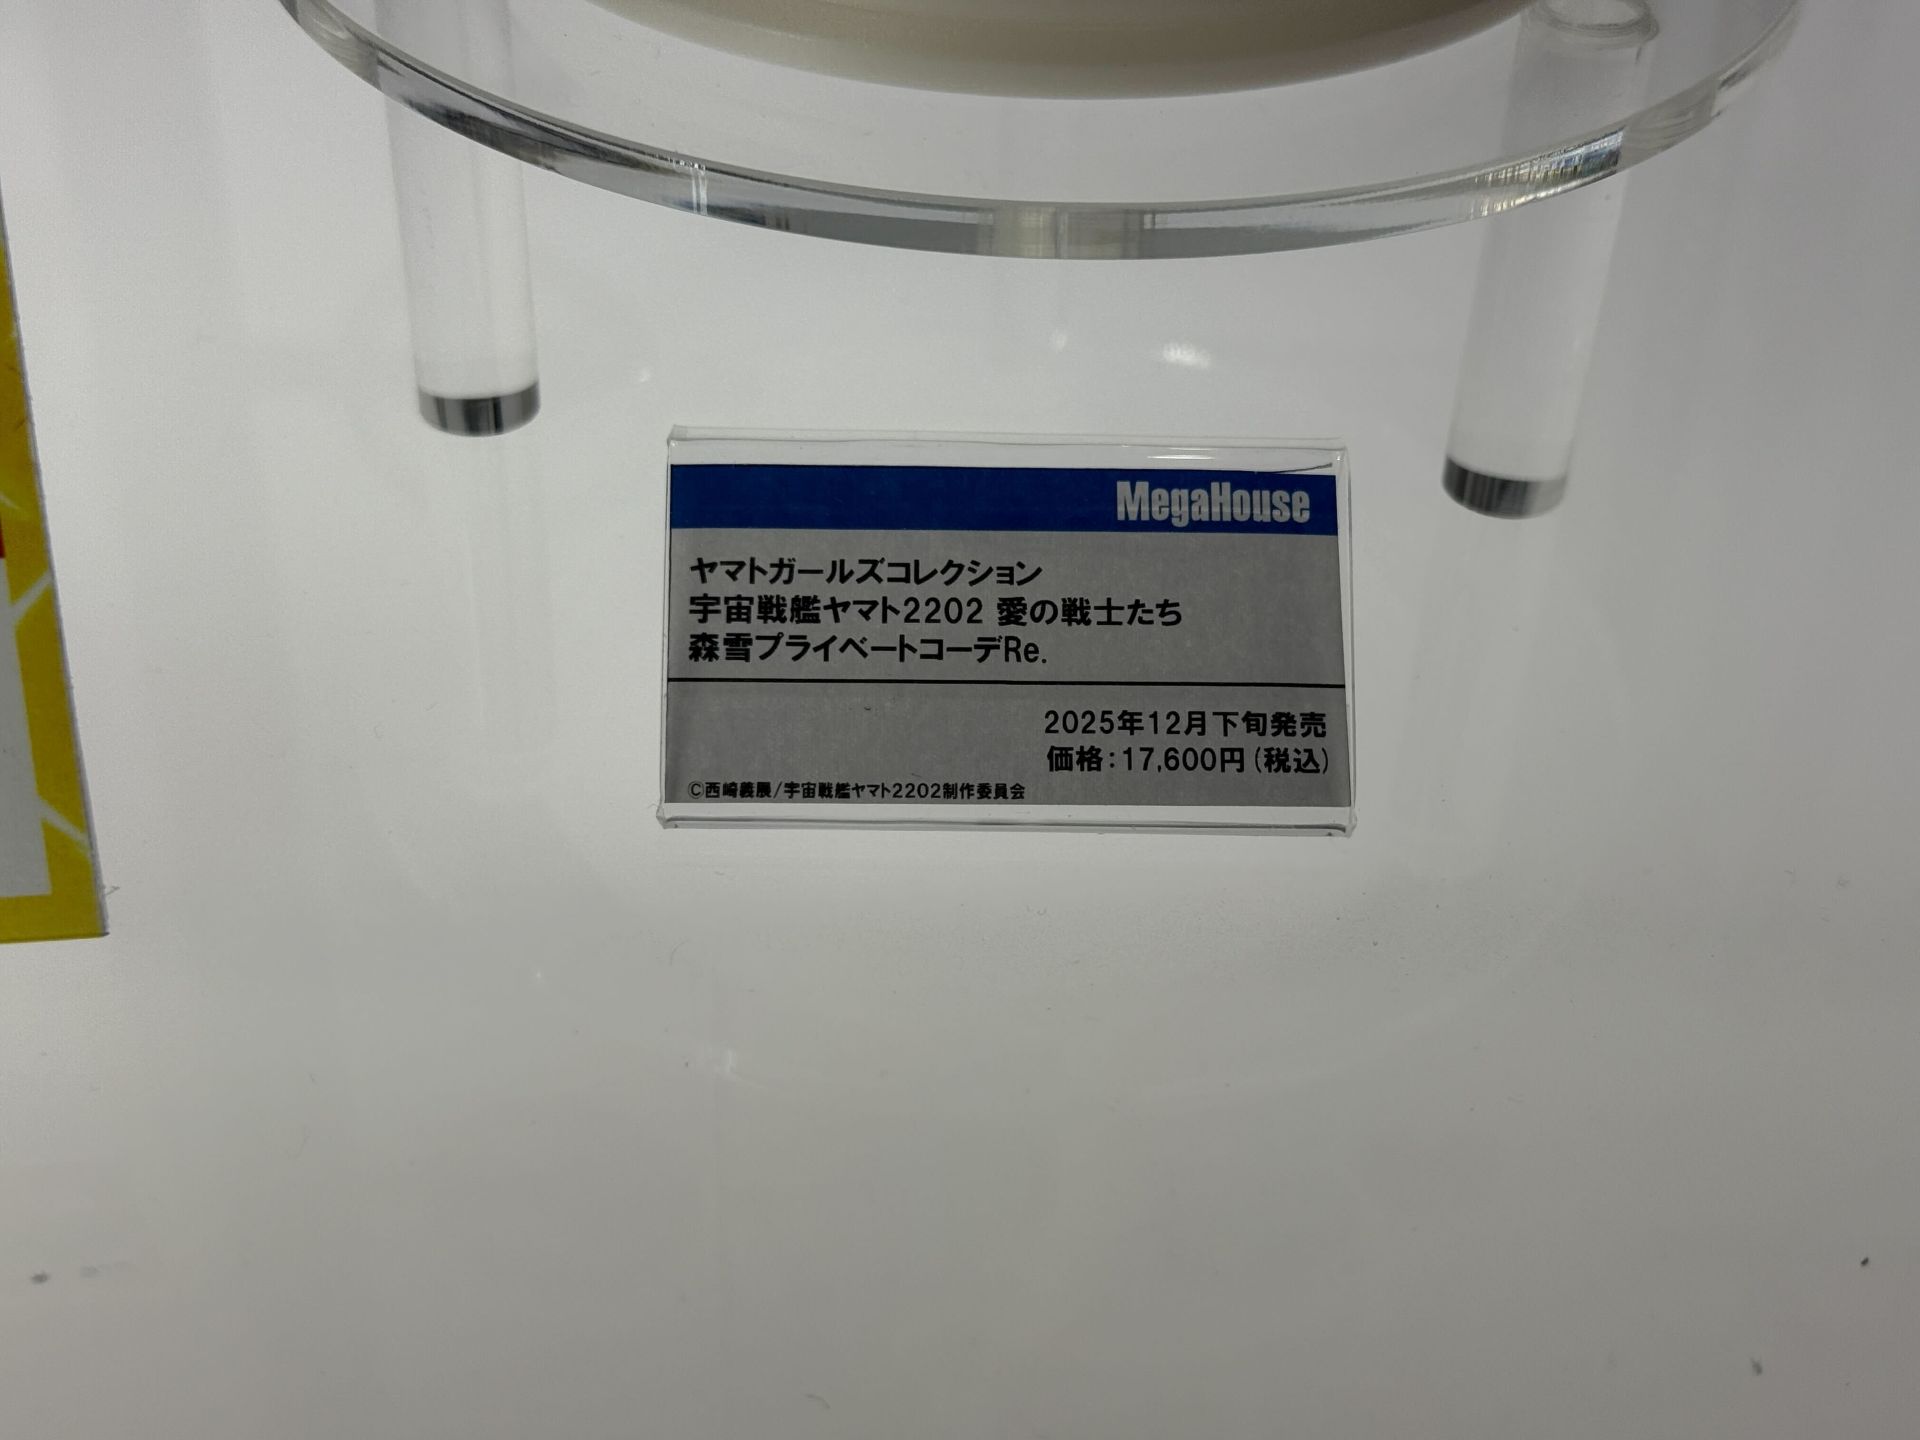 MegaHouse
ヤマトガールズコレクション
宇宙戦艦ヤマト2202 愛の戦士たち
森雪プライベートコーデRe.
2025年12月下旬発売
価格：17,600円（税込）
©西崎義展/宇宙戦艦ヤマト2202制作委員会